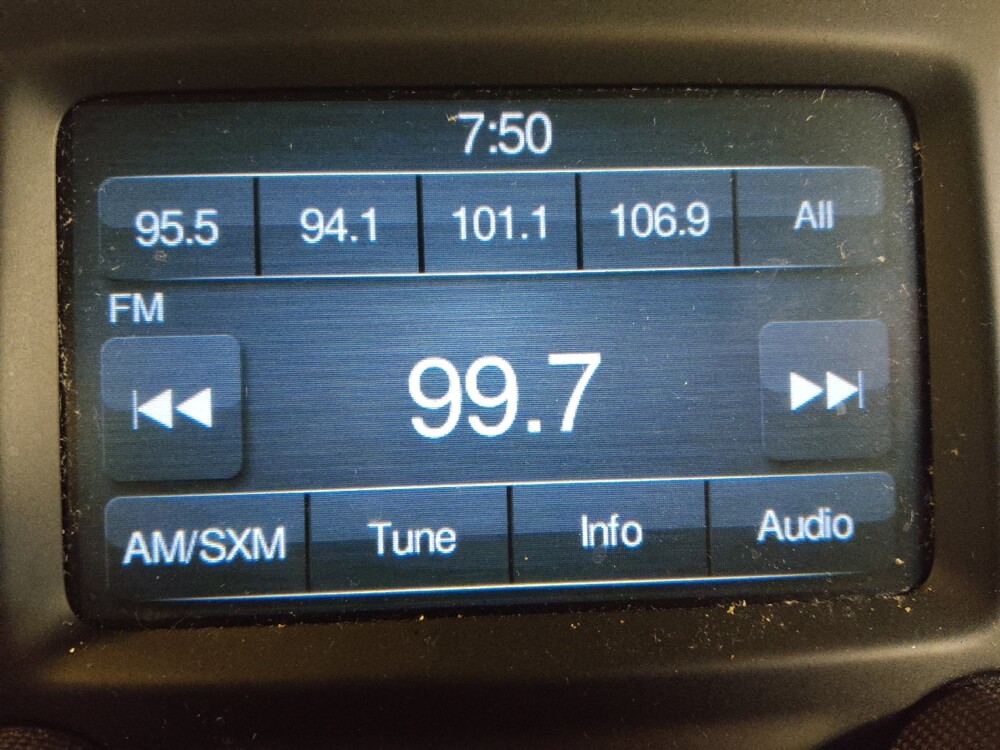 7:50
95.5 94.1 101.1 106.9 All
FM
99.7
AM/SXM Tune Info Audio